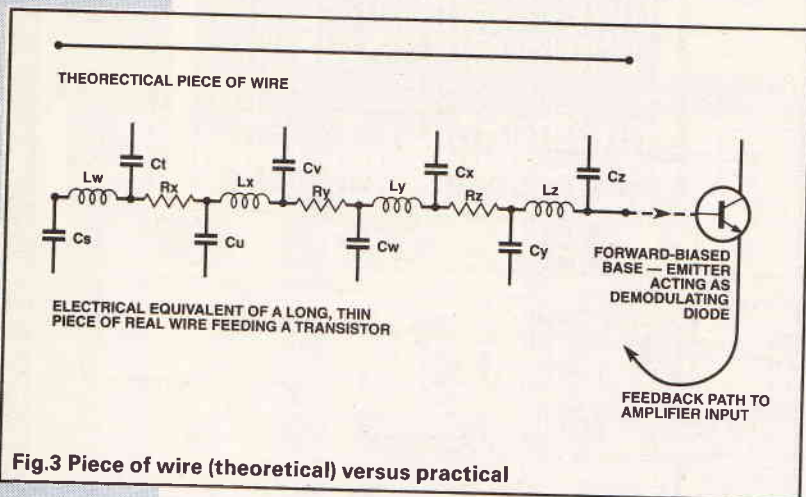 THEORECTICAL PIECE OF WIRE
Lw
Ct
Rx
Lx
Cv
Ry
Ly
Cx
Rz
Lz
Cz
Cs
Cu
Cw
Cy
FORWARD-BIASED
BASE — EMITTER
ACTING AS
DEMODULATING
DIODE
ELECTRICAL EQUIVALENT OF A LONG, THIN
PIECE OF REAL WIRE FEEDING A TRANSISTOR
FEEDBACK PATH TO
AMPLIFIER INPUT
Fig.3 Piece of wire (theoretical) versus practical